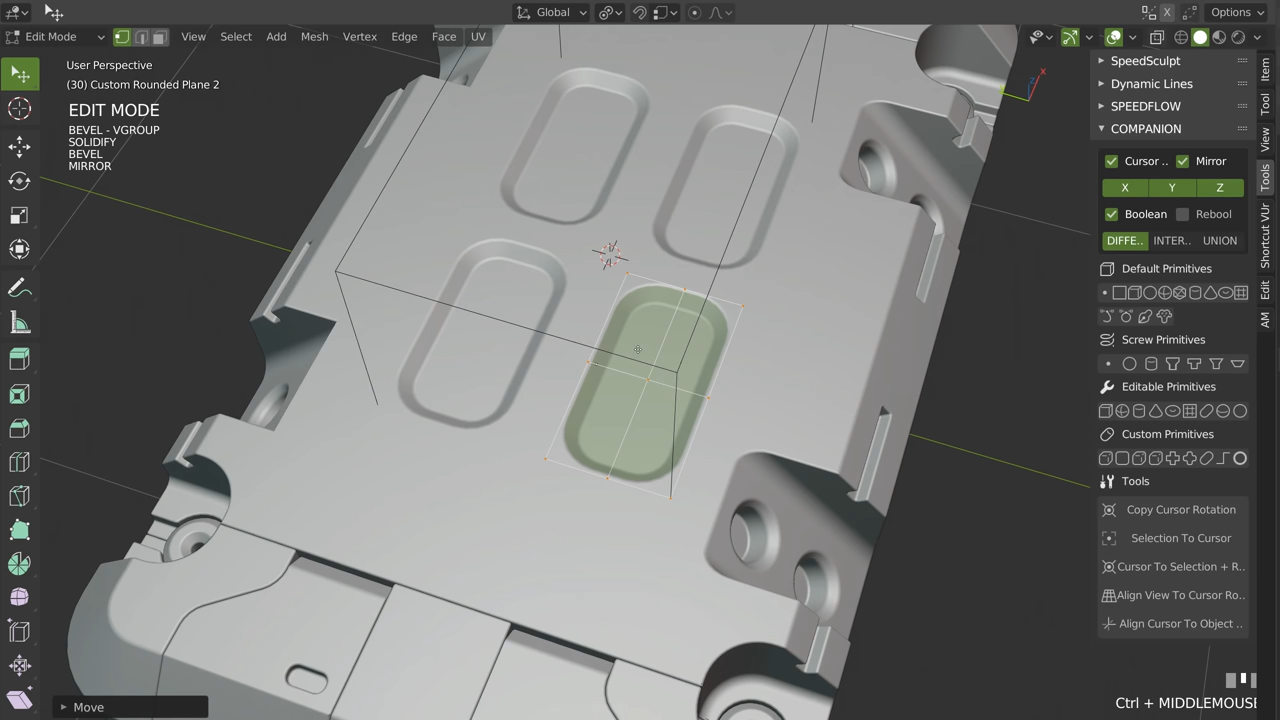 Global
Options
Edit Mode
View
Select
Add
Mesh
Vertex
Edge
Face
UV
User Perspective
(30) Custom Rounded Plane 2
EDIT MODE
BEVEL - VGROUP
SOLIDIFY
BEVEL
MIRROR
X
Z
SpeedSculpt
Dynamic Lines
SPEEDFLOW
COMPANION
Cursor ..
Mirror
X
Y
Z
Boolean
Rebool
DIFFE..
INTER..
UNION
Default Primitives
Screw Primitives
Editable Primitives
Custom Primitives
Tools
Copy Cursor Rotation
Selection To Cursor
Cursor To Selection + R..
Align View To Cursor Ro..
Align Cursor To Object ..
Item
Tool
View
Tools
Shortcut VUr
Edit
AM
Move
Ctrl + MIDDLEMOUSE